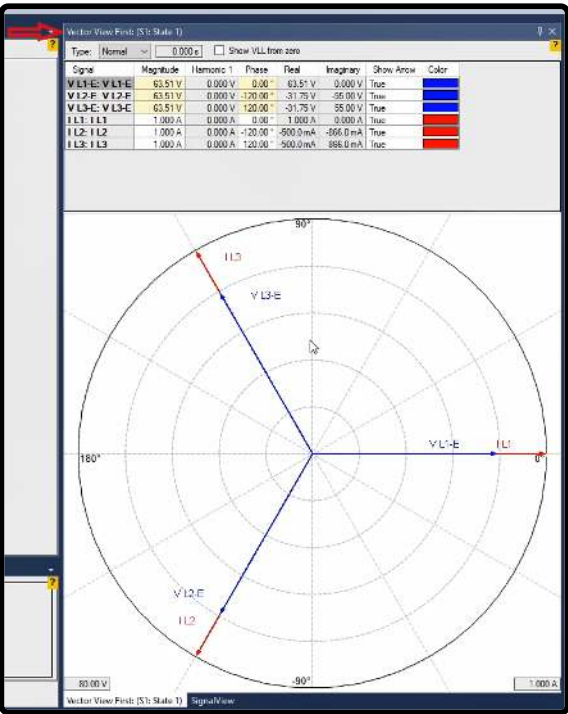 Vector View First: (S1: State 1)
?
?
Type: Normal 0.000 s Show VLL from zero
Signal Magnitude Harmonic 1 Phase Real Imaginary Show Arrow Color
V L1-E: V L1-E 63.51 V 0.000 V 0.00 ° 63.51 V 0.000 V True
V L2-E: V L2-E 63.51 V 0.000 V -120.00 ° -31.75 V -55.00 V True
V L3-E: V L3-E 63.51 V 0.000 V 120.00 ° -31.75 V 55.00 V True
I L1: I L1 1.000 A 0.000 A 0.00 ° 1.000 A 0.000 A True
I L2: I L2 1.000 A 0.000 A -120.00 ° -500.0 mA -866.0 mA True
I L3: I L3 1.000 A 0.000 A 120.00 ° -500.0 mA 866.0 mA True
90°
I L3
V L3-E
V L1-E I L1
180° 0°
?
V L2-E
I L2
-90°
80.00 V 1.000 A
Vector View First: (S1: State 1) SignalView